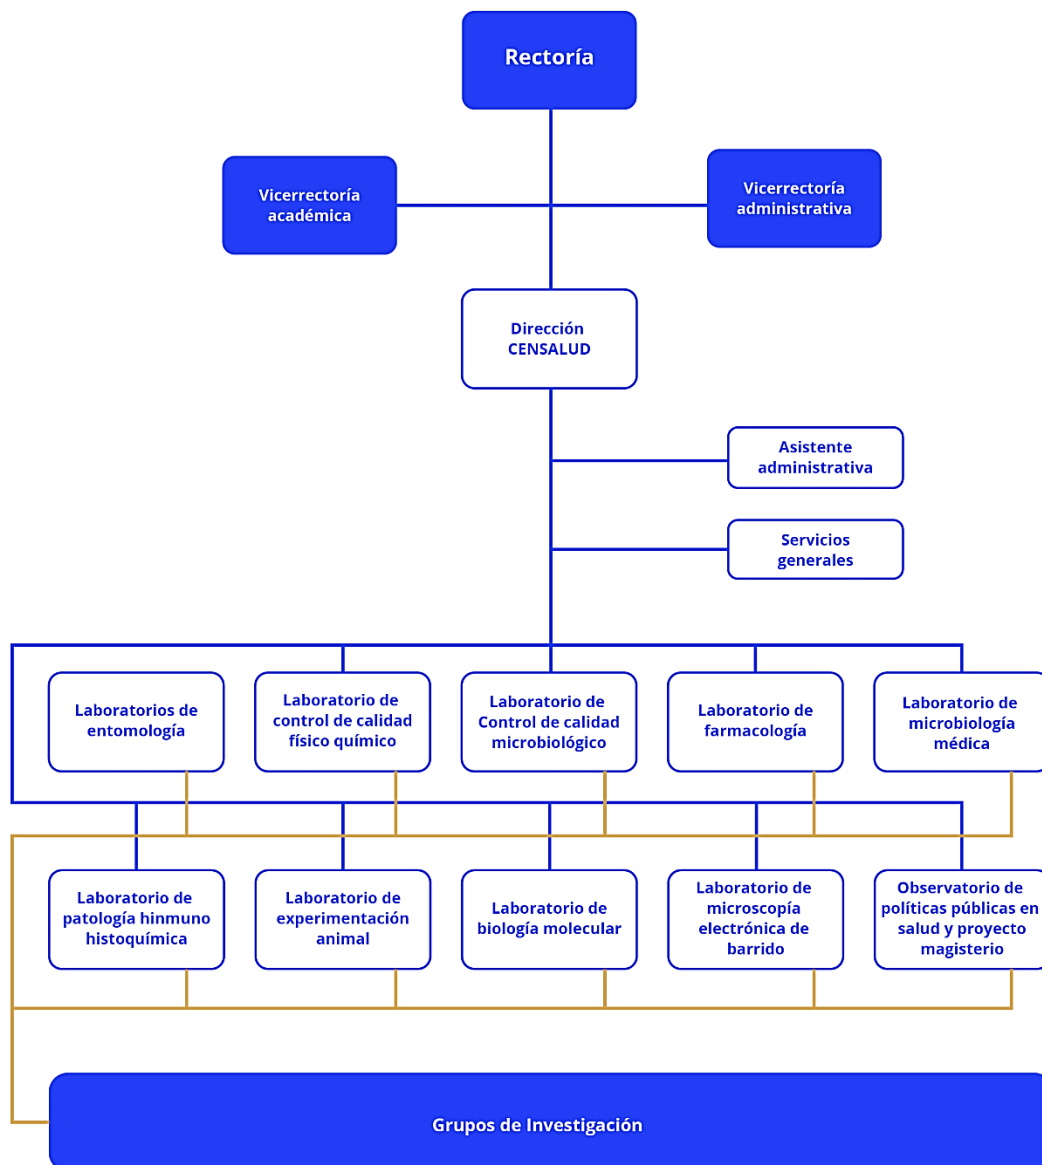 Rectoría
Vicerrectoría
académica
Vicerrectoría
administrativa
Dirección
CENSALUD
Asistente
administrativa
Servicios
generales
Laboratorios de
entomología
Laboratorio de
control de calidad
físico químico
Laboratorio de
Control de calidad
microbiológico
Laboratorio de
farmacología
Laboratorio de
microbiología
médica
Laboratorio de
patología hinmuno
histoquímica
Laboratorio de
experimentación
animal
Laboratorio de
biología molecular
Laboratorio de
microscopía
electrónica de
barrido
Observatorio de
políticas públicas en
salud y proyecto
magisterio
Grupos de Investigación